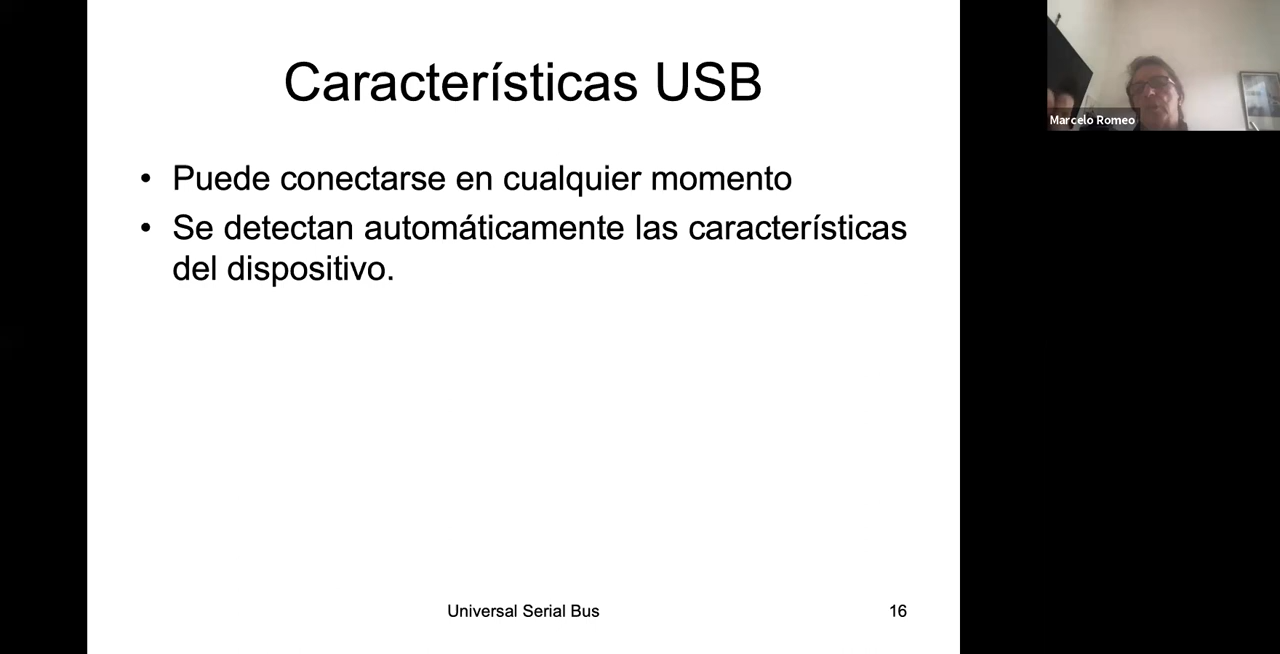 Características USB
• Puede conectarse en cualquier momento
• Se detectan automáticamente las características
del dispositivo.
Universal Serial Bus
16
Marcelo Romeo